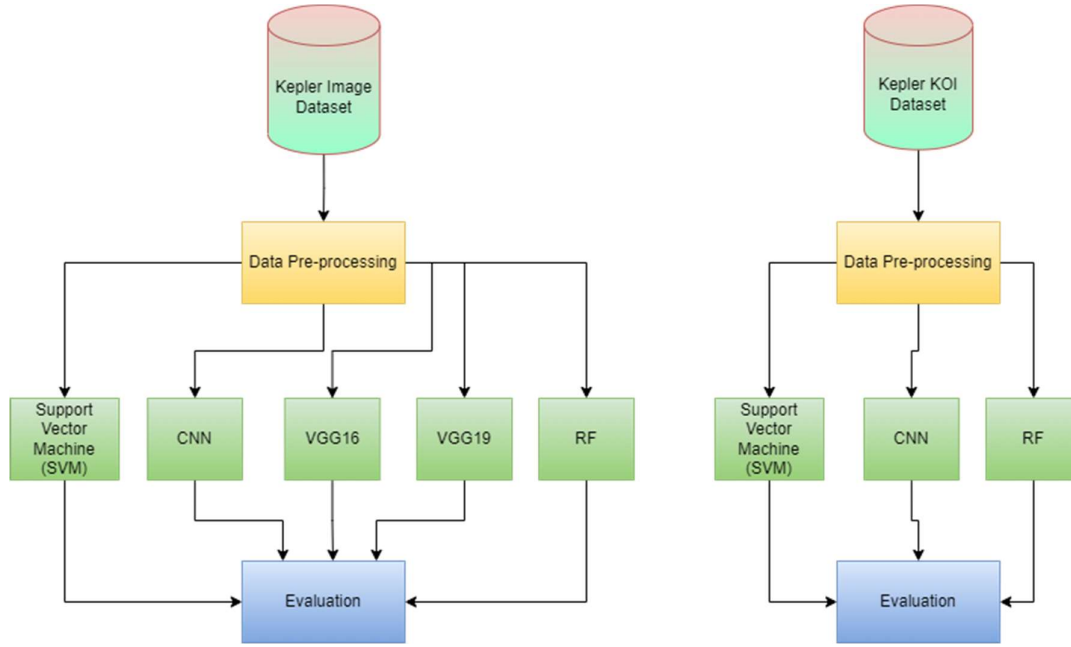 Kepler Image
Dataset
Kepler KOI
Dataset
Data Pre-processing
Data Pre-processing
Support
Vector
Machine
(SVM)
CNN
VGG16
VGG19
RF
Support
Vector
Machine
(SVM)
CNN
RF
Evaluation
Evaluation